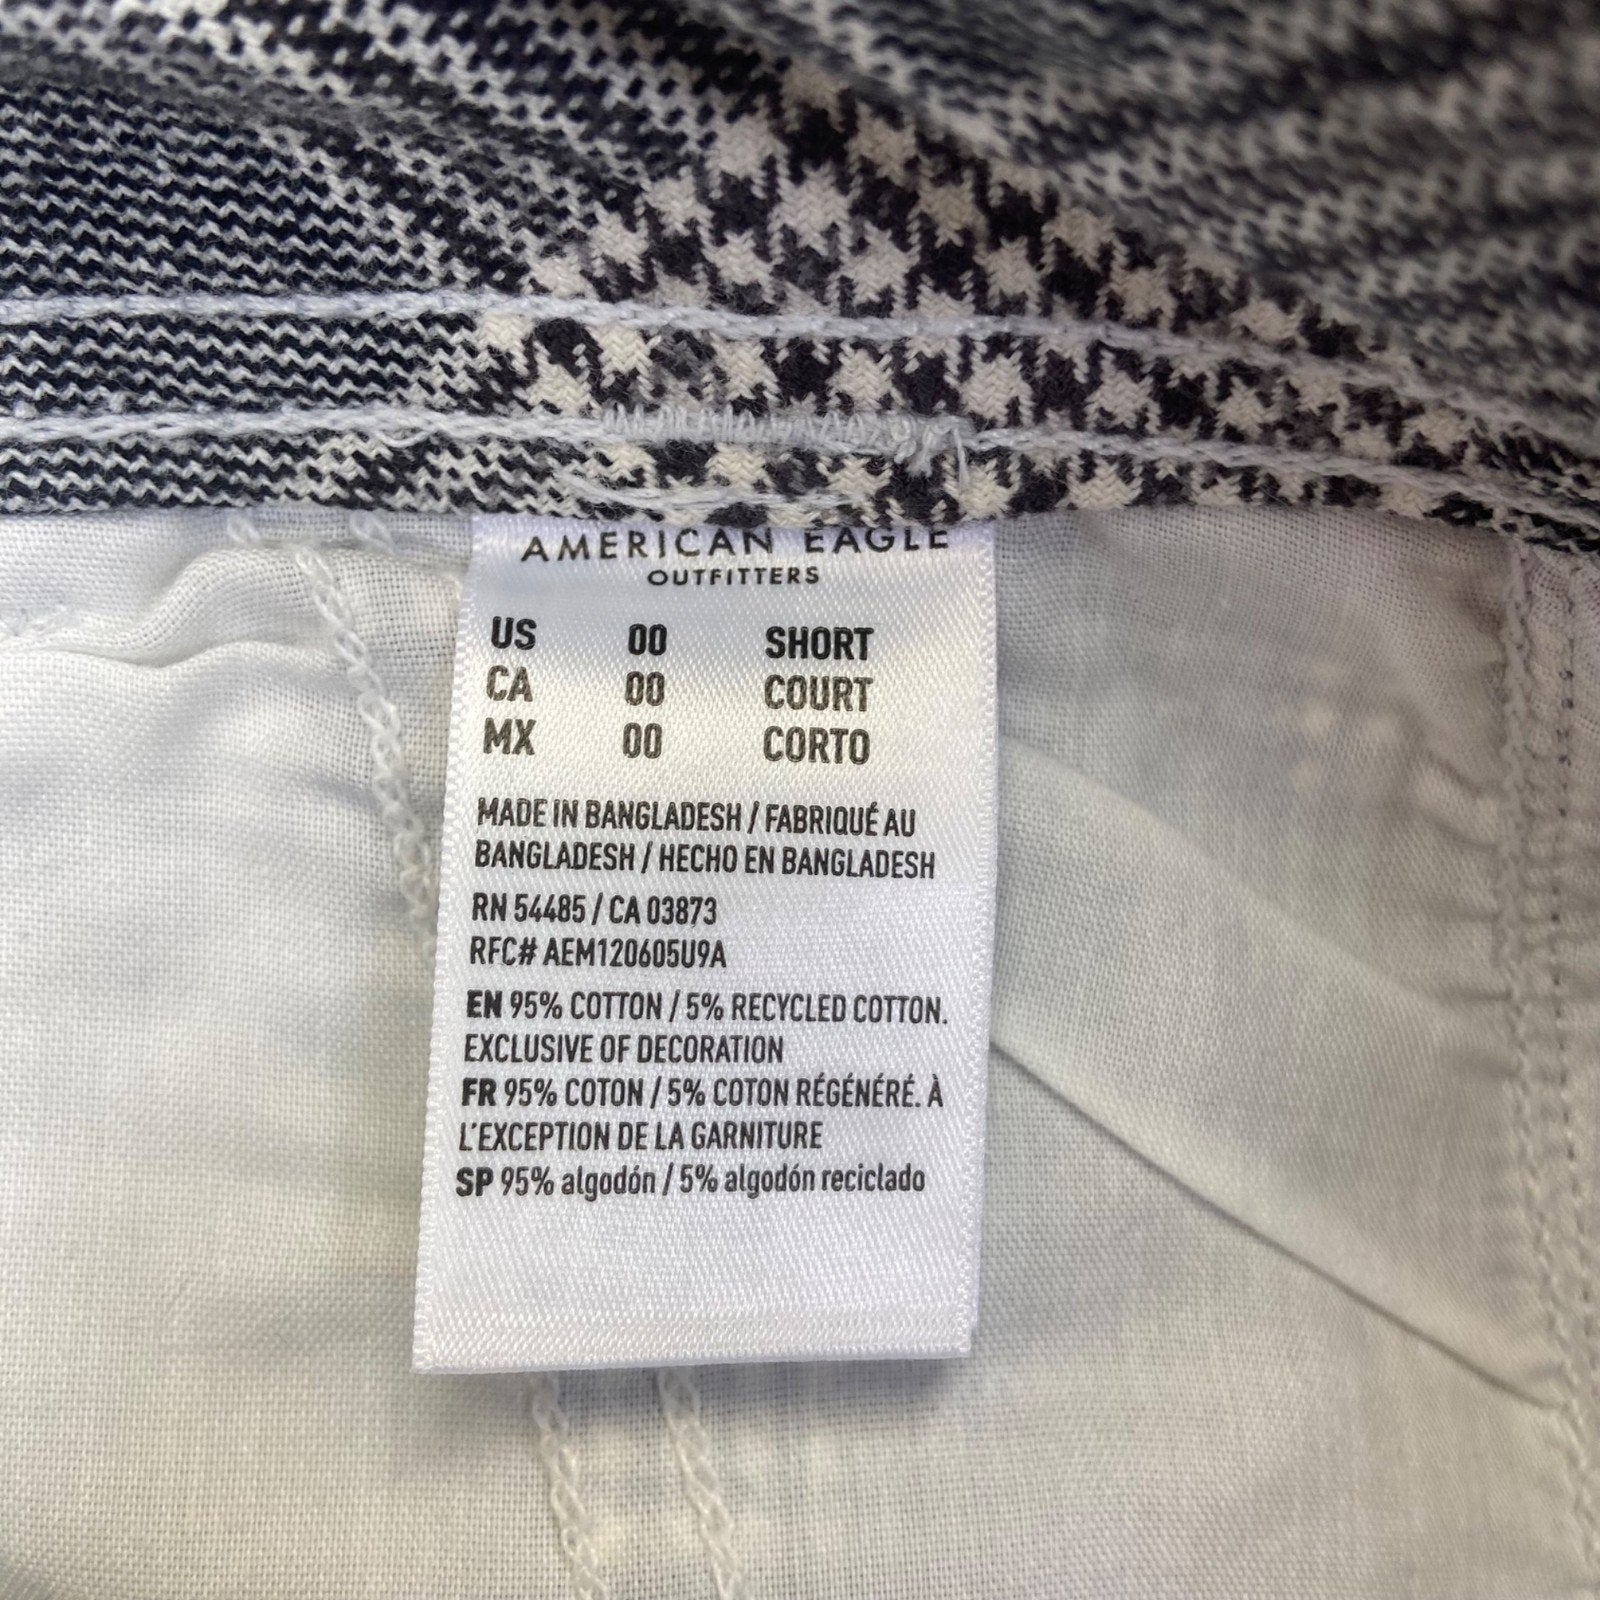 AMERICAN EAGLE
OUTFITTERS
US 00 SHORT
CA 00 COURT
MX 00 CORTO
MADE IN BANGLADESH / FABRIQUÉ AU
BANGLADESH / HECHO EN BANGLADESH
RN 54485 / CA 03873
RFC# AEM120605U9A
EN 95% COTTON / 5% RECYCLED COTTON.
EXCLUSIVE OF DECORATION
FR 95% COTON / 5% COTON RÉGÉNÉRÉ. À
L'EXCEPTION DE LA GARNITURE
SP 95% algodón / 5% algodón reciclado